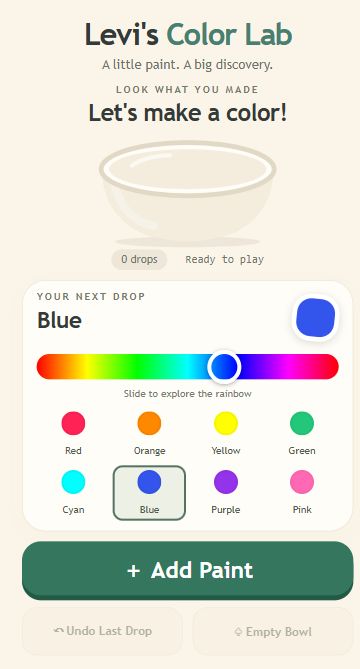 Levi's Color Lab
A little paint. A big discovery.
LOOK WHAT YOU MADE
Let's make a color!
0 drops Ready to play
YOUR NEXT DROP
Blue
Slide to explore the rainbow
Red Orange Yellow Green
Cyan Blue Purple Pink
+ Add Paint
↶ Undo Last Drop ♤ Empty Bowl